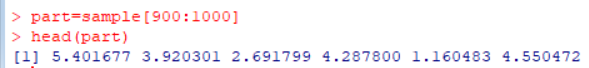 > part=sample[900:1000]
> head(part)
[1] 5.401677 3.920301 2.691799 4.287800 1.160483 4.550472